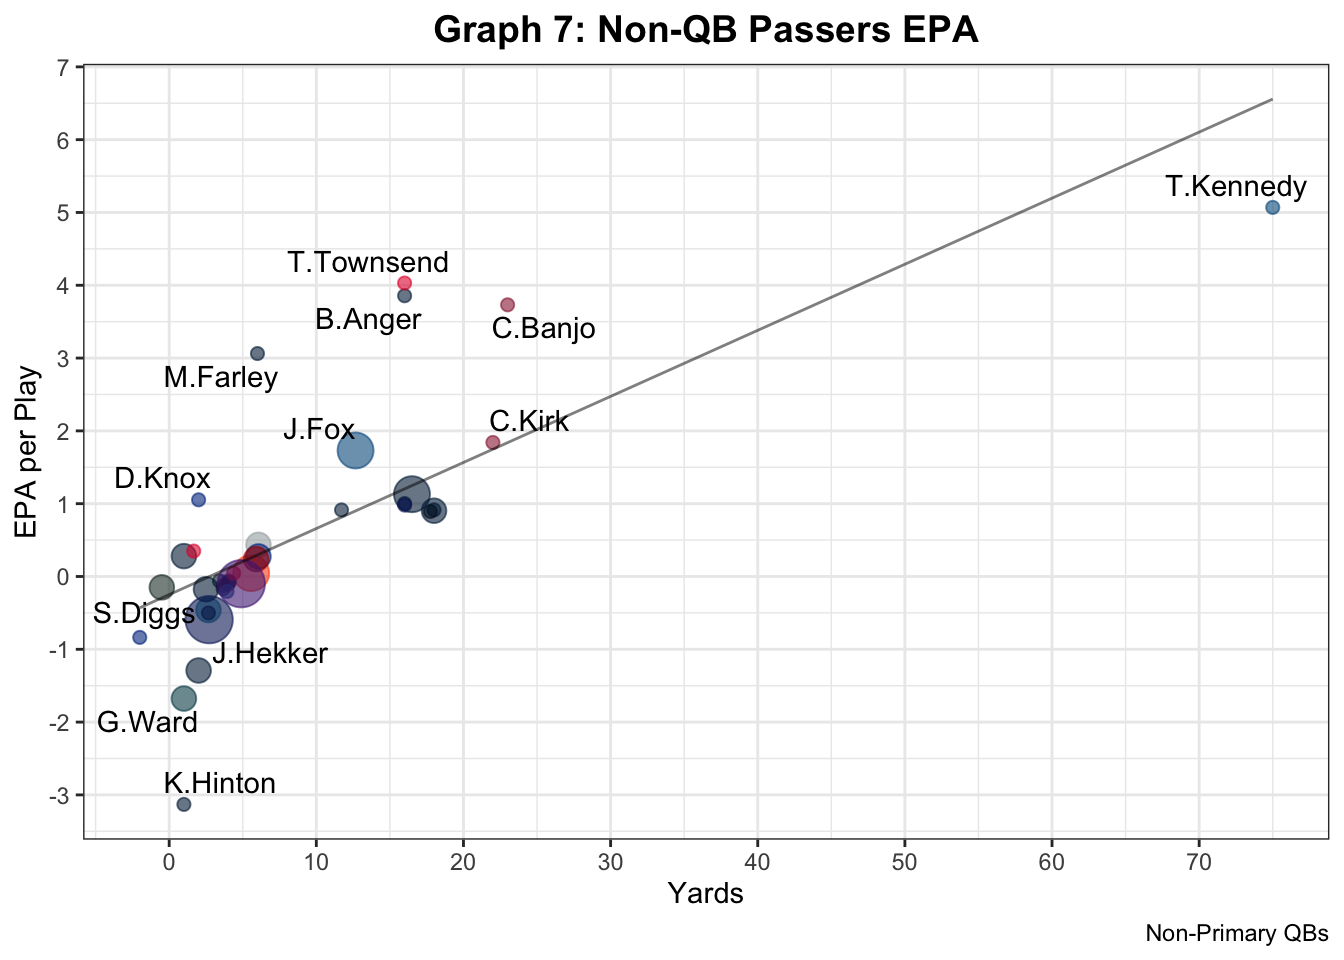 Graph 7: Non-QB Passers EPA
7
6
5
4
3
2
1
0
-1
-2
-3
EPA per Play
T.Kennedy
T.Townsend
B.Anger
C.Banjo
M.Farley
C.Kirk
J.Fox
D.Knox
S.Diggs
J.Hekker
G.Ward
K.Hinton
0 10 20 30 40 50 60 70
Yards
Non-Primary QBs